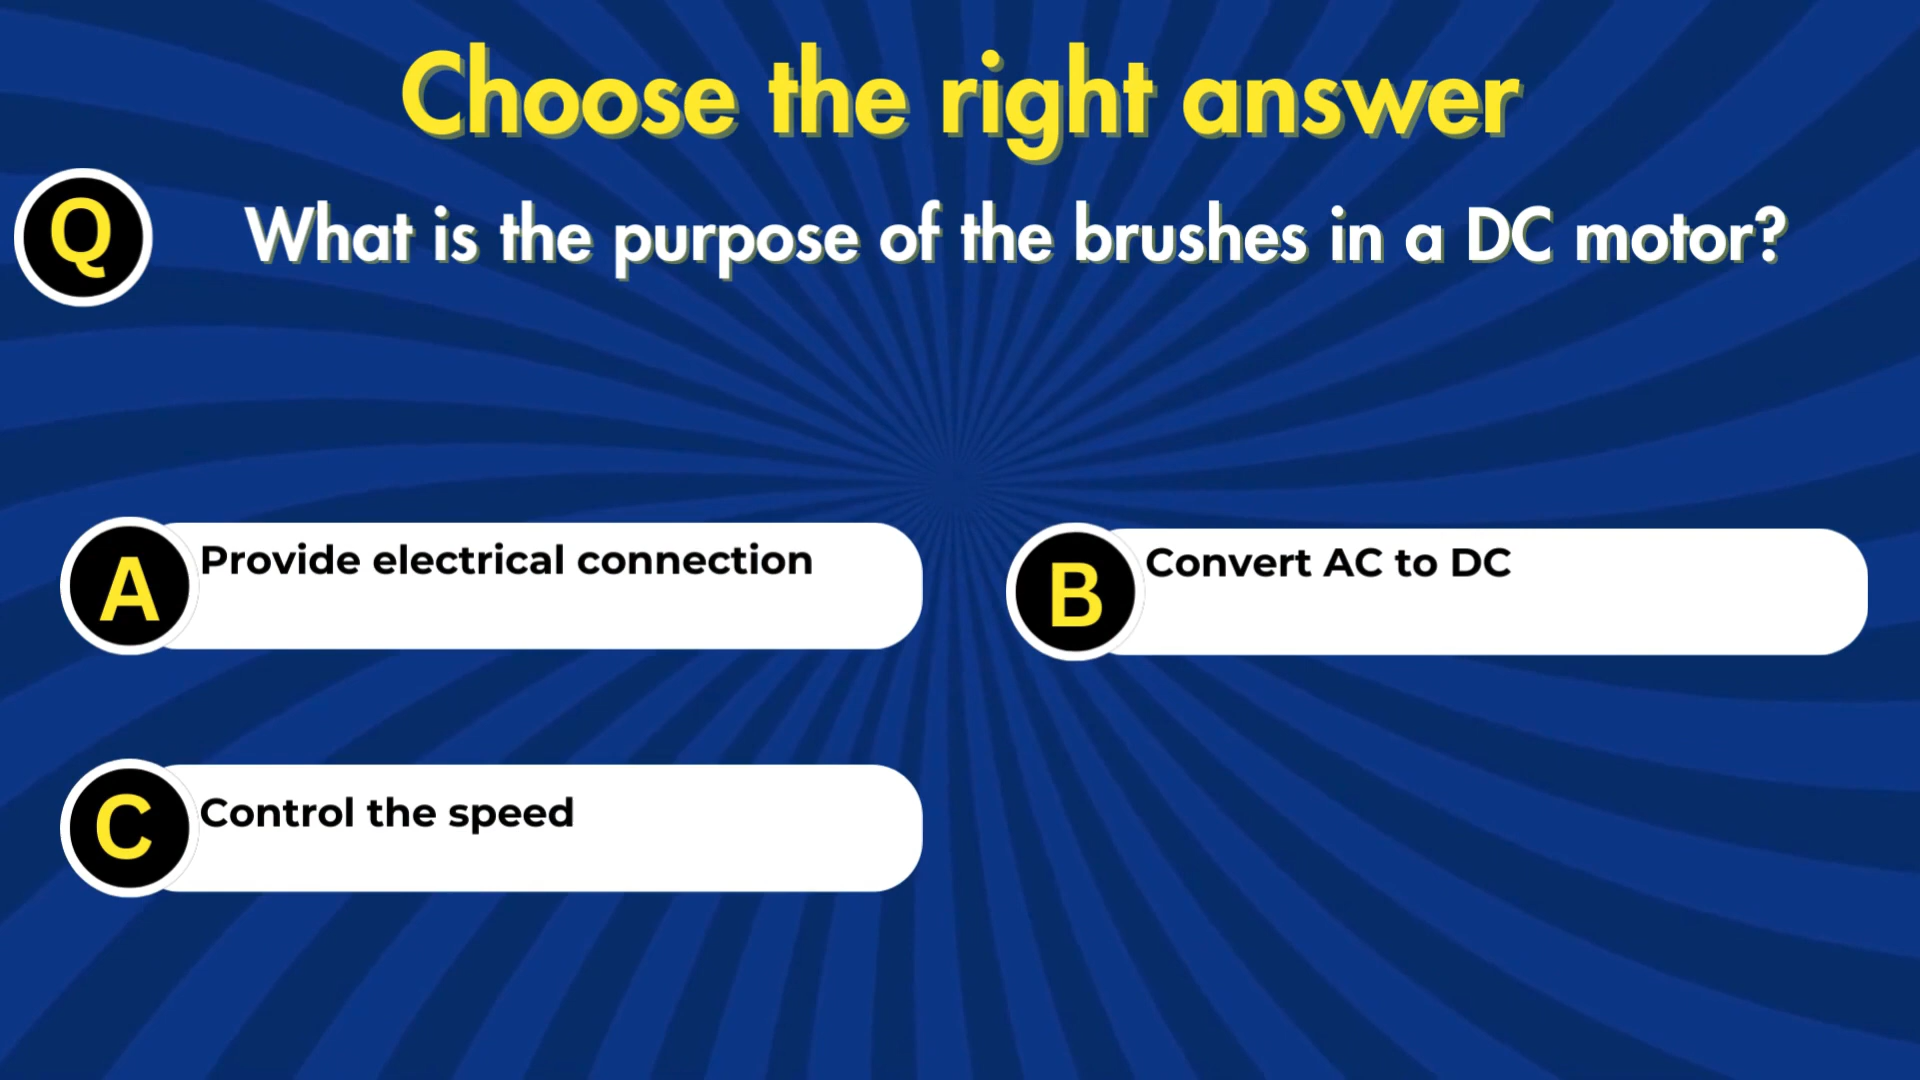 Choose the right answer
Q What is the purpose of the brushes in a DC motor?
A Provide electrical connection
B Convert AC to DC
C Control the speed